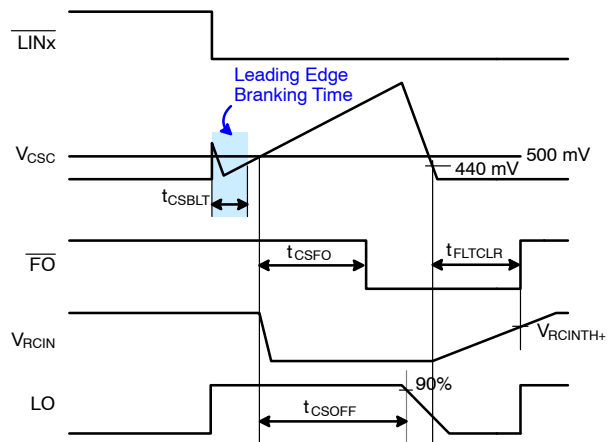 LINx
Leading Edge
Branking Time
VCSC
500 mV
440 mV
tCSBLT
FO
tCSFO
tFLTCLR
VRCIN
VRCINTH+
90%
LO
tCSOFF